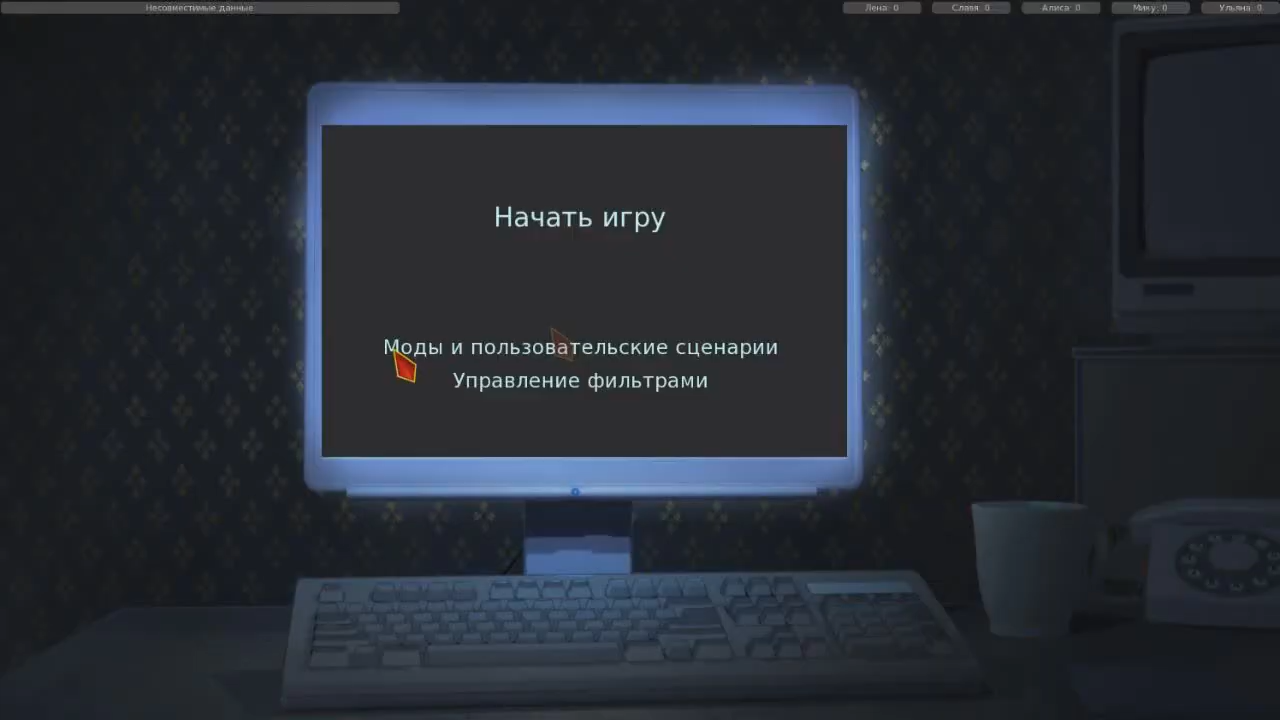 Несовместимые данные
Лена: 0
Славя: 0
Алиса: 0
Мику: 0
Ульяна: 0
Начать игру
Моды и пользовательские сценарии
Управление фильтрами